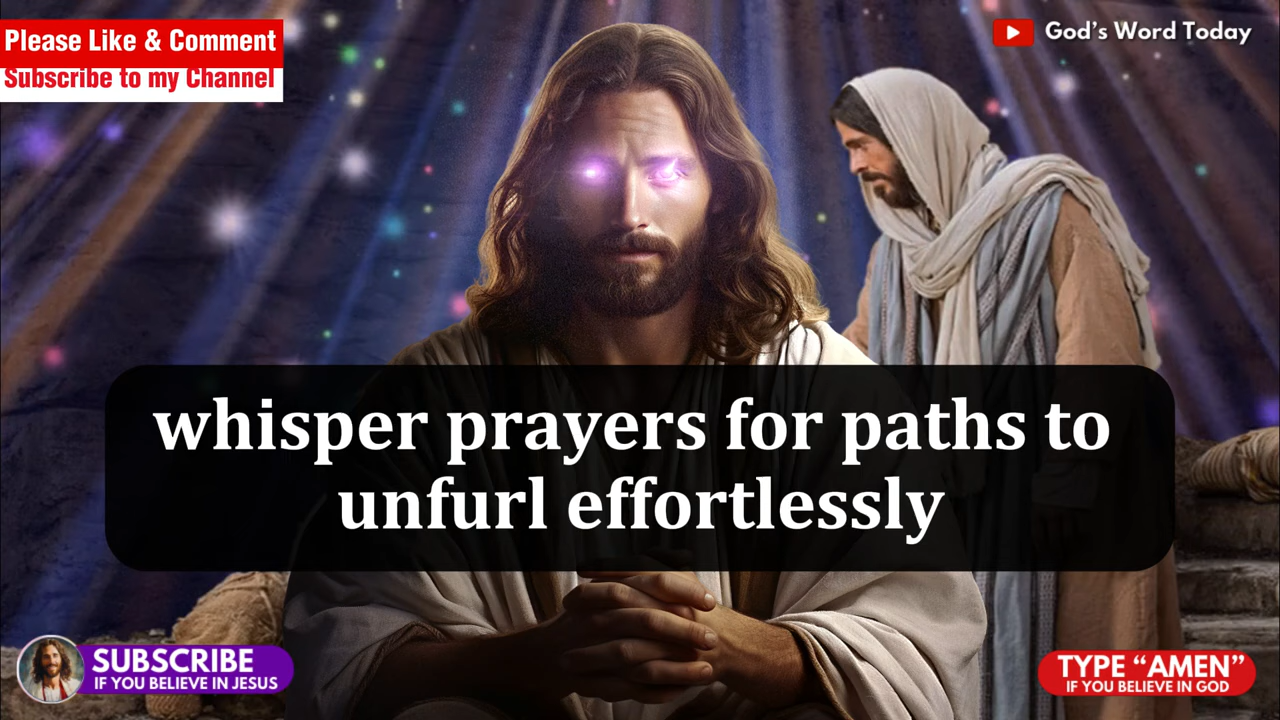 Please Like & Comment
Subscribe to my Channel
God's Word Today
whisper prayers for paths to
unfurl effortlessly
SUBSCRIBE
IF YOU BELIEVE IN JESUS
TYPE “AMEN”
IF YOU BELIEVE IN GOD